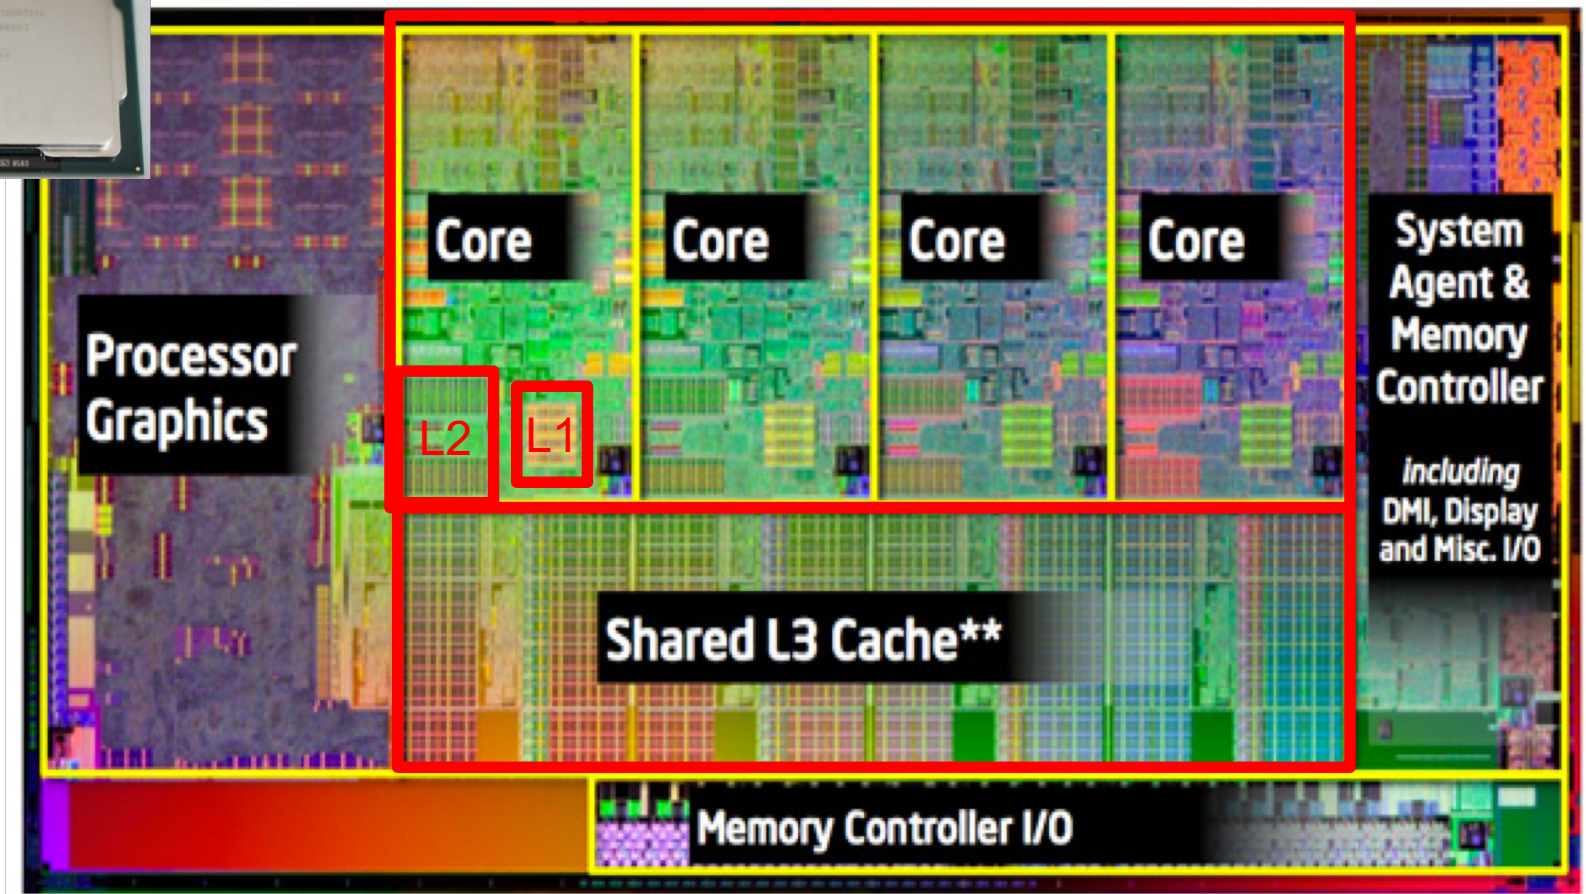 Core
Core
Core
Core
Processor
Graphics
L2
L1
System
Agent &
Memory
Controller
including
DMI, Display
and Misc. I/O
Shared L3 Cache**
Memory Controller I/O